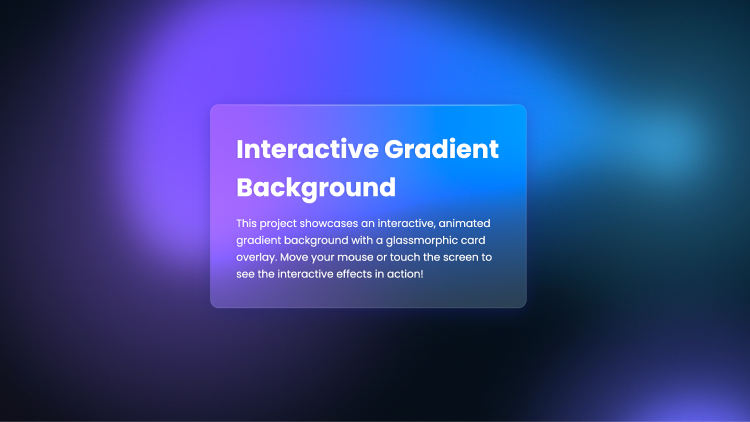 Interactive Gradient
Background
This project showcases an interactive, animated
gradient background with a glassmorphic card
overlay. Move your mouse or touch the screen to
see the interactive effects in action!